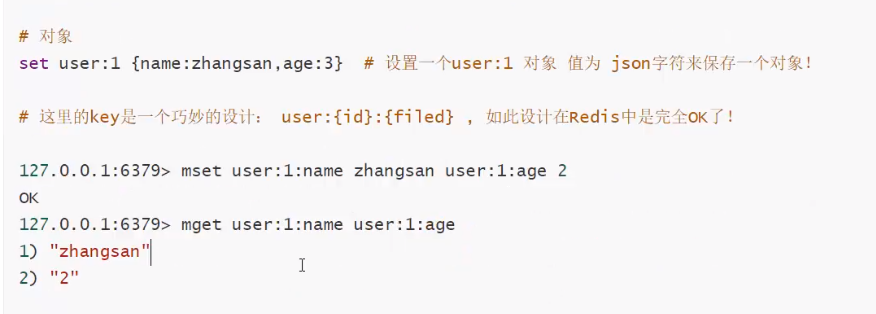 # 对象
set user:1 {name:zhangsan,age:3} # 设置一个user:1 对象 值为 json字符来保存一个对象！
# 这里的key是一个巧妙的设计： user:{id}:{filed} , 如此设计在Redis中是完全OK了！
127.0.0.1:6379> mset user:1:name zhangsan user:1:age 2
OK
127.0.0.1:6379> mget user:1:name user:1:age
1) "zhangsan"
2) "2"